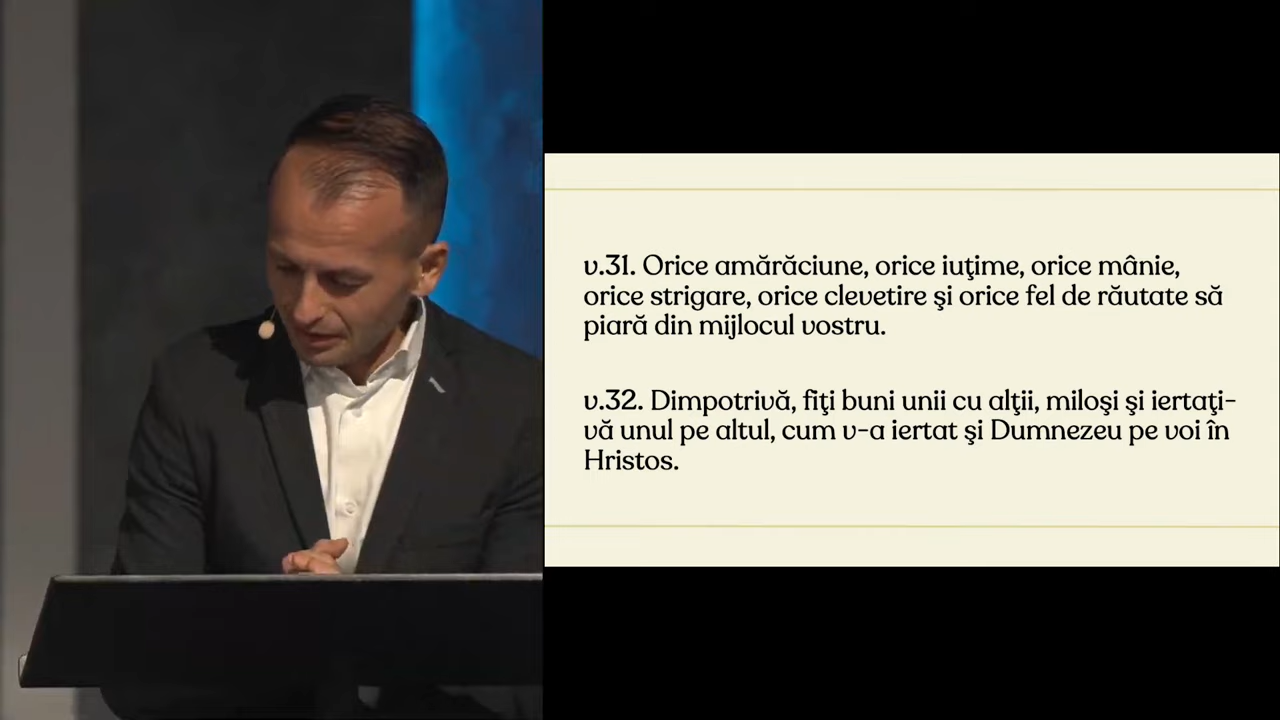 v.31. Orice amărăciune, orice iuţime, orice mânie,
orice strigare, orice clevetire şi orice fel de răutate să
piară din mijlocul vostru.
v.32. Dimpotrivă, fiţi buni unii cu alţii, miloşi şi iertaţi-
vă unul pe altul, cum v-a iertat şi Dumnezeu pe voi în
Hristos.